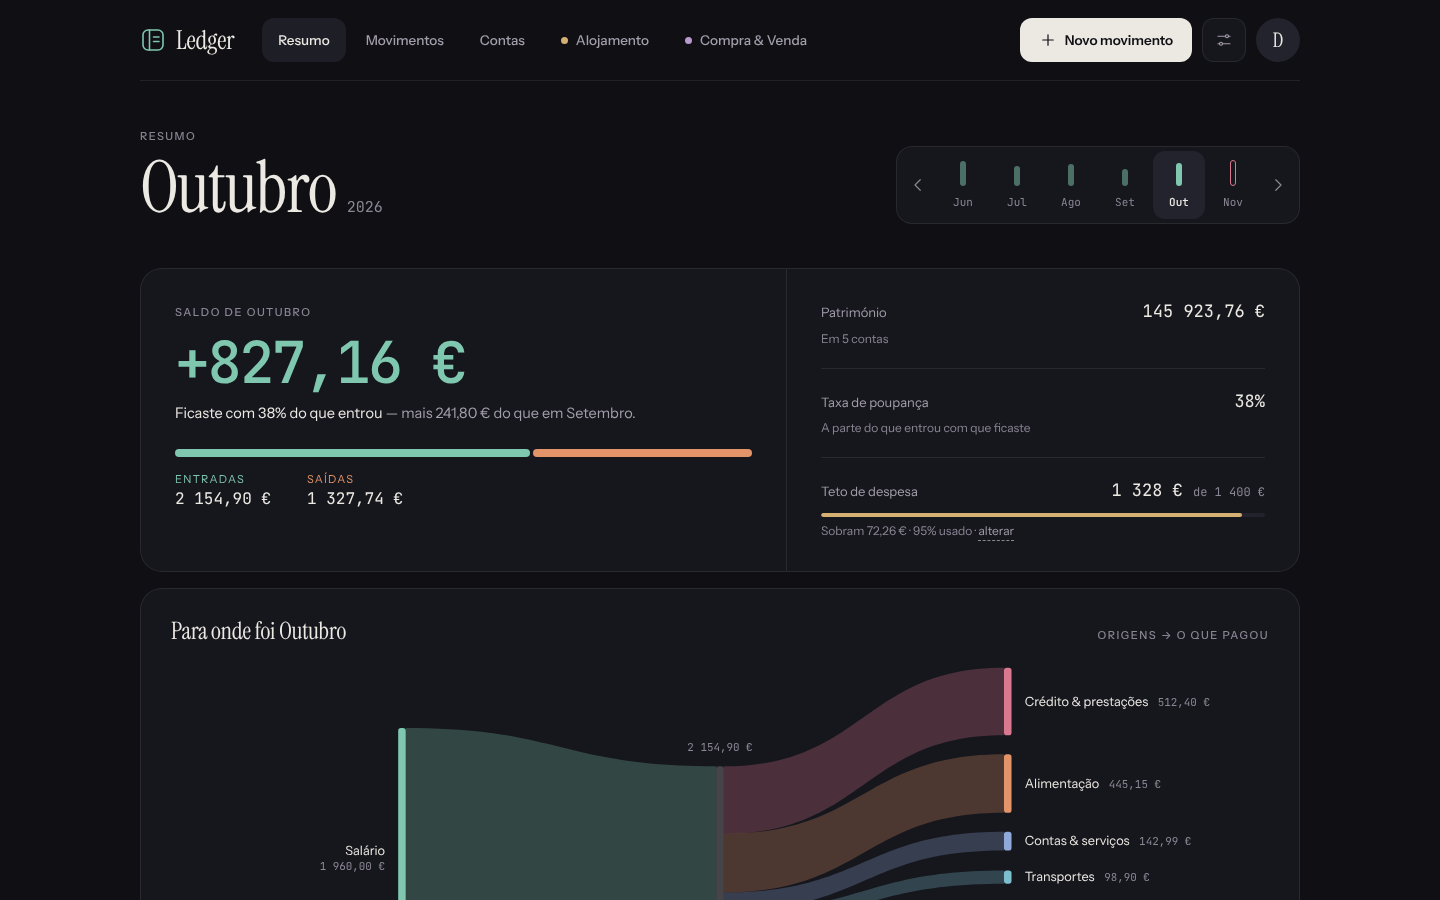 Ledger
Resumo
Movimentos
Contas
Alojamento
Compra & Venda
Novo movimento
D
RESUMO
Outubro 2026
Jun
Jul
Ago
Set
Out
Nov
SALDO DE OUTUBRO
+827,16 €
Ficaste com 38% do que entrou — mais 241,80 € do que em Setembro.
ENTRADAS
2 154,90 €
SAÍDAS
1 327,74 €
Património
145 923,76 €
Em 5 contas
Taxa de poupança
38%
A parte do que entrou com que ficaste
Teto de despesa
1 328 € de 1 400 €
Sobram 72,26 € · 95% usado · alterar
Para onde foi Outubro
ORIGENS → O QUE PAGOU
2 154,90 €
Salário
1 960,00 €
Crédito & prestações 512,40 €
Alimentação 445,15 €
Contas & serviços 142,99 €
Transportes 98,90 €